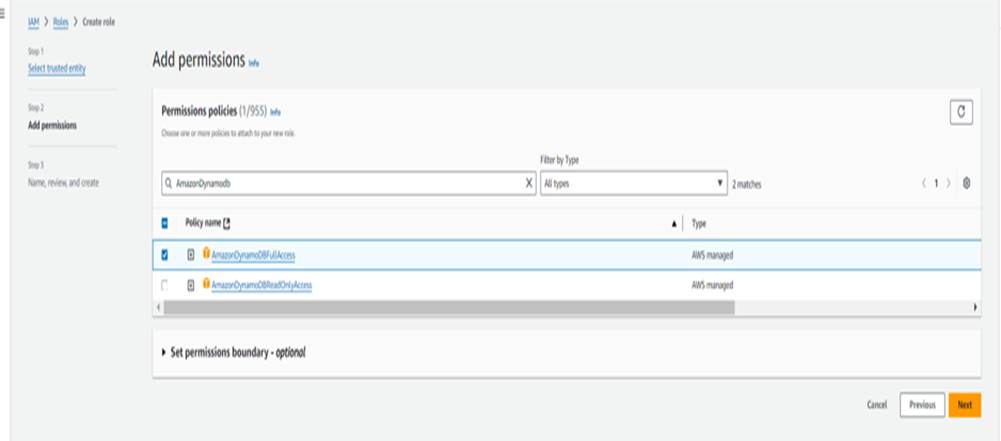 IAM > Roles > Create role
Step 1
Select trusted entity
Step 2
Add permissions
Step 3
Name, review, and create
Add permissions Info
Permissions policies (1/955) Info
Choose one or more policies to attach to your new role.
Filter by Type
AmazonDynamodb X All types 2 matches < 1 >
Policy name Type
AmazonDynamoDBFullAccess AWS managed
AmazonDynamoDBReadOnlyAccess AWS managed
Set permissions boundary - optional
Cancel Previous Next